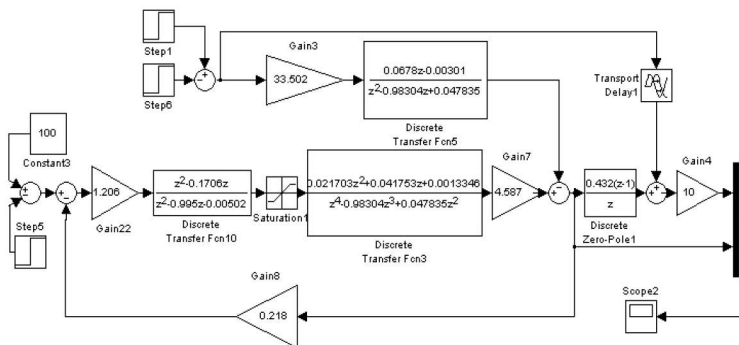 Step1
Step6
Gain3
33.502
0.0678z-0.00301
z2-0.98304z+0.047835
Discrete
Transfer Fcn5
Transport
Delay1
100
Constant3
Step5
1.206
Gain22
z2-0.1706z
z2-0.995z-0.00502
Discrete
Transfer Fcn10
Saturation1
0.021703z2+0.041753z+0.0013346
z4-0.98304z3+0.047835z2
Discrete
Transfer Fcn3
Gain7
4.587
0.432(z-1)
z
Discrete
Zero-Pole1
Gain4
10
Gain8
0.218
Scope2